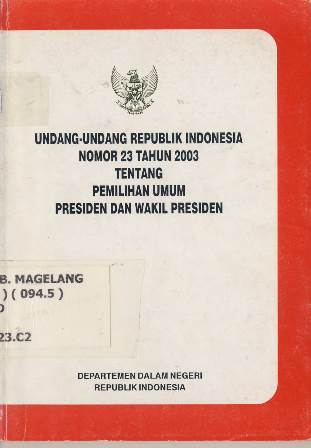 UNDANG-UNDANG REPUBLIK INDONESIA
NOMOR 23 TAHUN 2003
TENTANG
PEMILIHAN UMUM
PRESIDEN DAN WAKIL PRESIDEN
B. MAGELANG
) ( 094.5 )
23.C2
DEPARTEMEN DALAM NEGERI
REPUBLIK INDONESIA